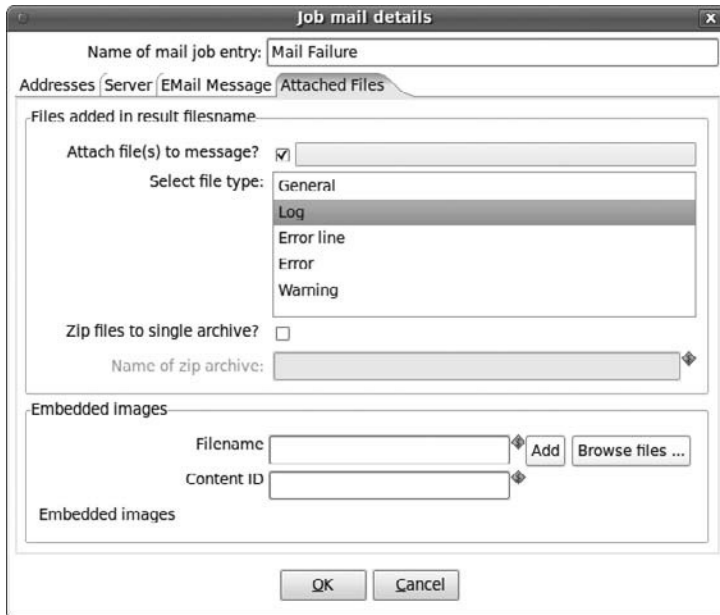 Job mail details
Name of mail job entry: Mail Failure
Addresses Server EMail Message Attached Files
Files added in result filename
Attach file(s) to message?
Select file type:
General
Log
Error line
Error
Warning
Zip files to single archive?
Name of zip archive:
Embedded images
Filename Add Browse files ...
Content ID
Embedded images
OK Cancel